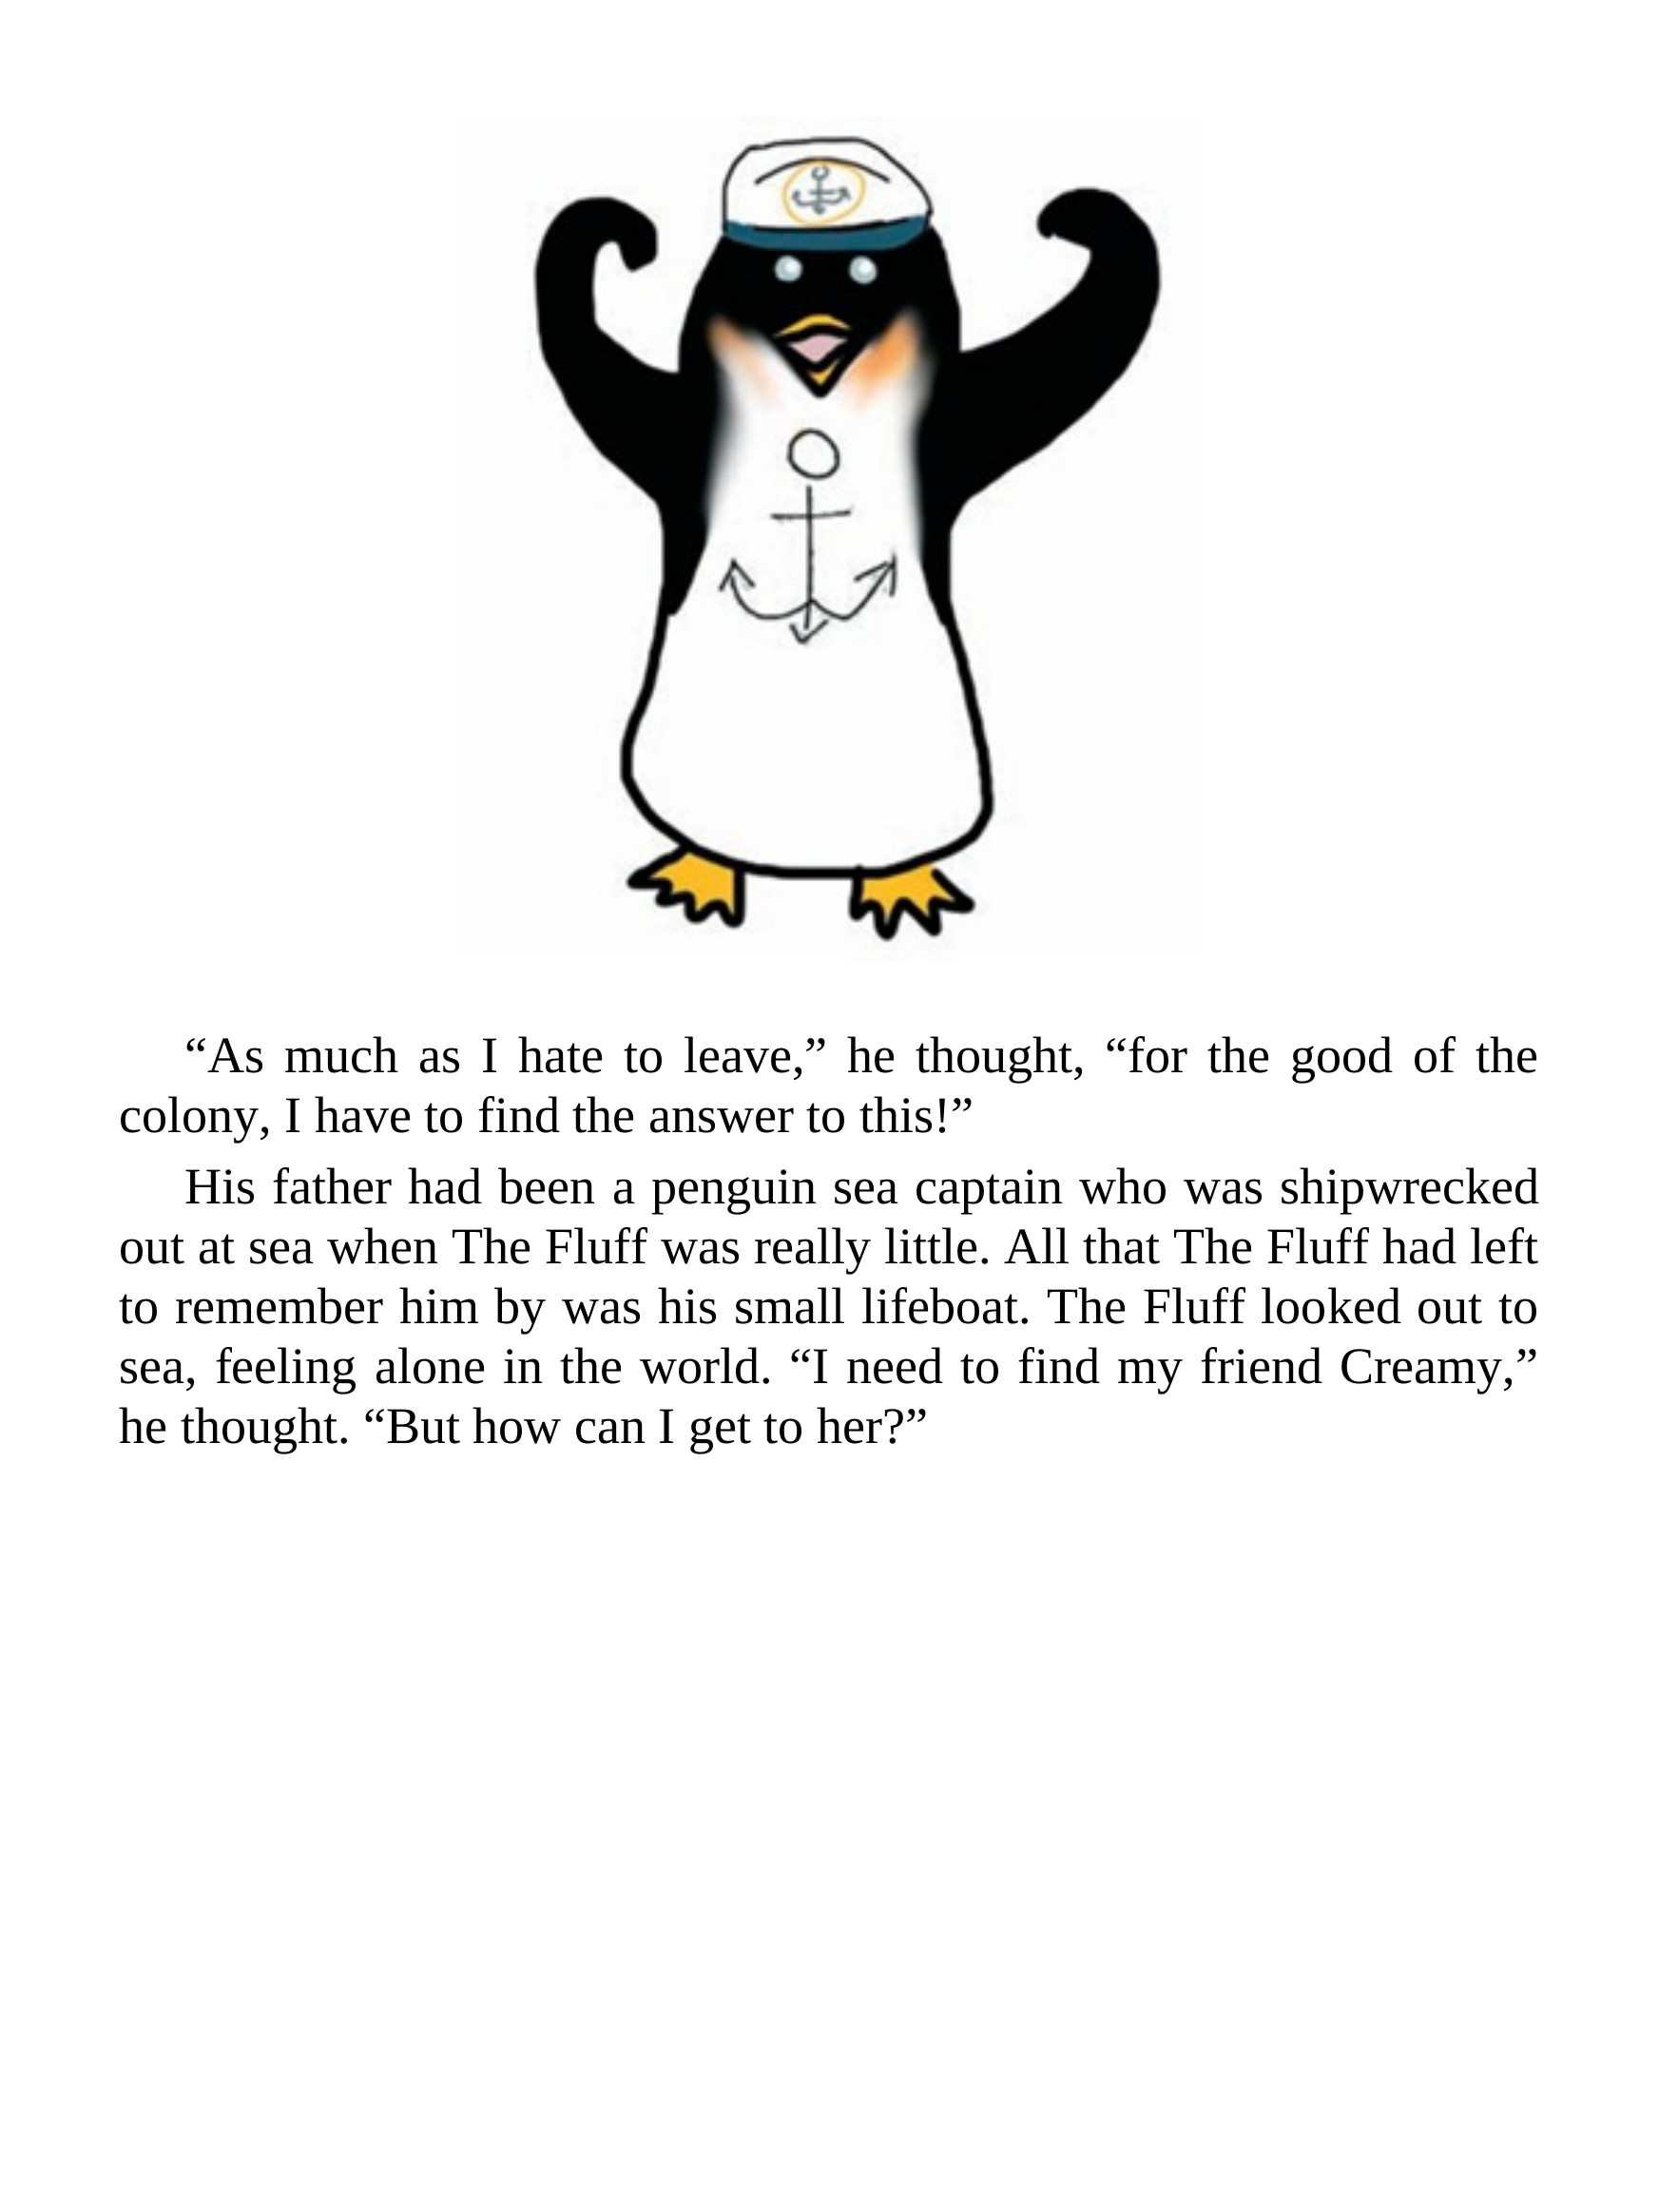 “As much as I hate to leave,” he thought, “for the good of the
colony, I have to find the answer to this!”
His father had been a penguin sea captain who was shipwrecked
out at sea when The Fluff was really little. All that The Fluff had left
to remember him by was his small lifeboat. The Fluff looked out to
sea, feeling alone in the world. “I need to find my friend Creamy,”
he thought. “But how can I get to her?”